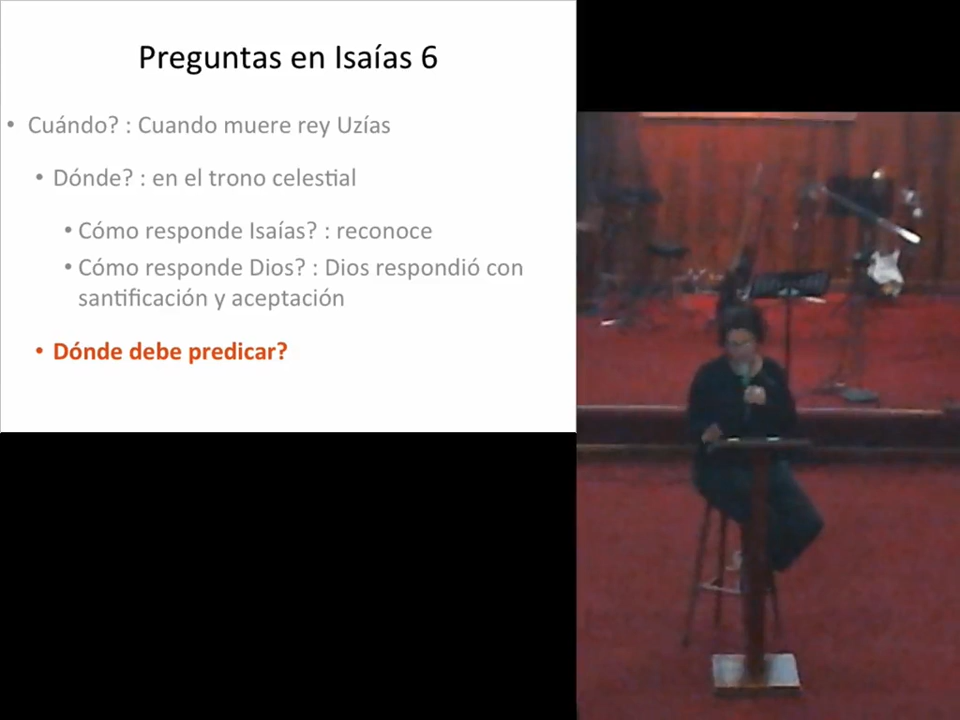 Preguntas en Isaías 6
• Cuándo? : Cuando muere rey Uzías
• Dónde? : en el trono celestial
• Cómo responde Isaías? : reconoce
• Cómo responde Dios? : Dios respondió con
santificación y aceptación
• Dónde debe predicar?